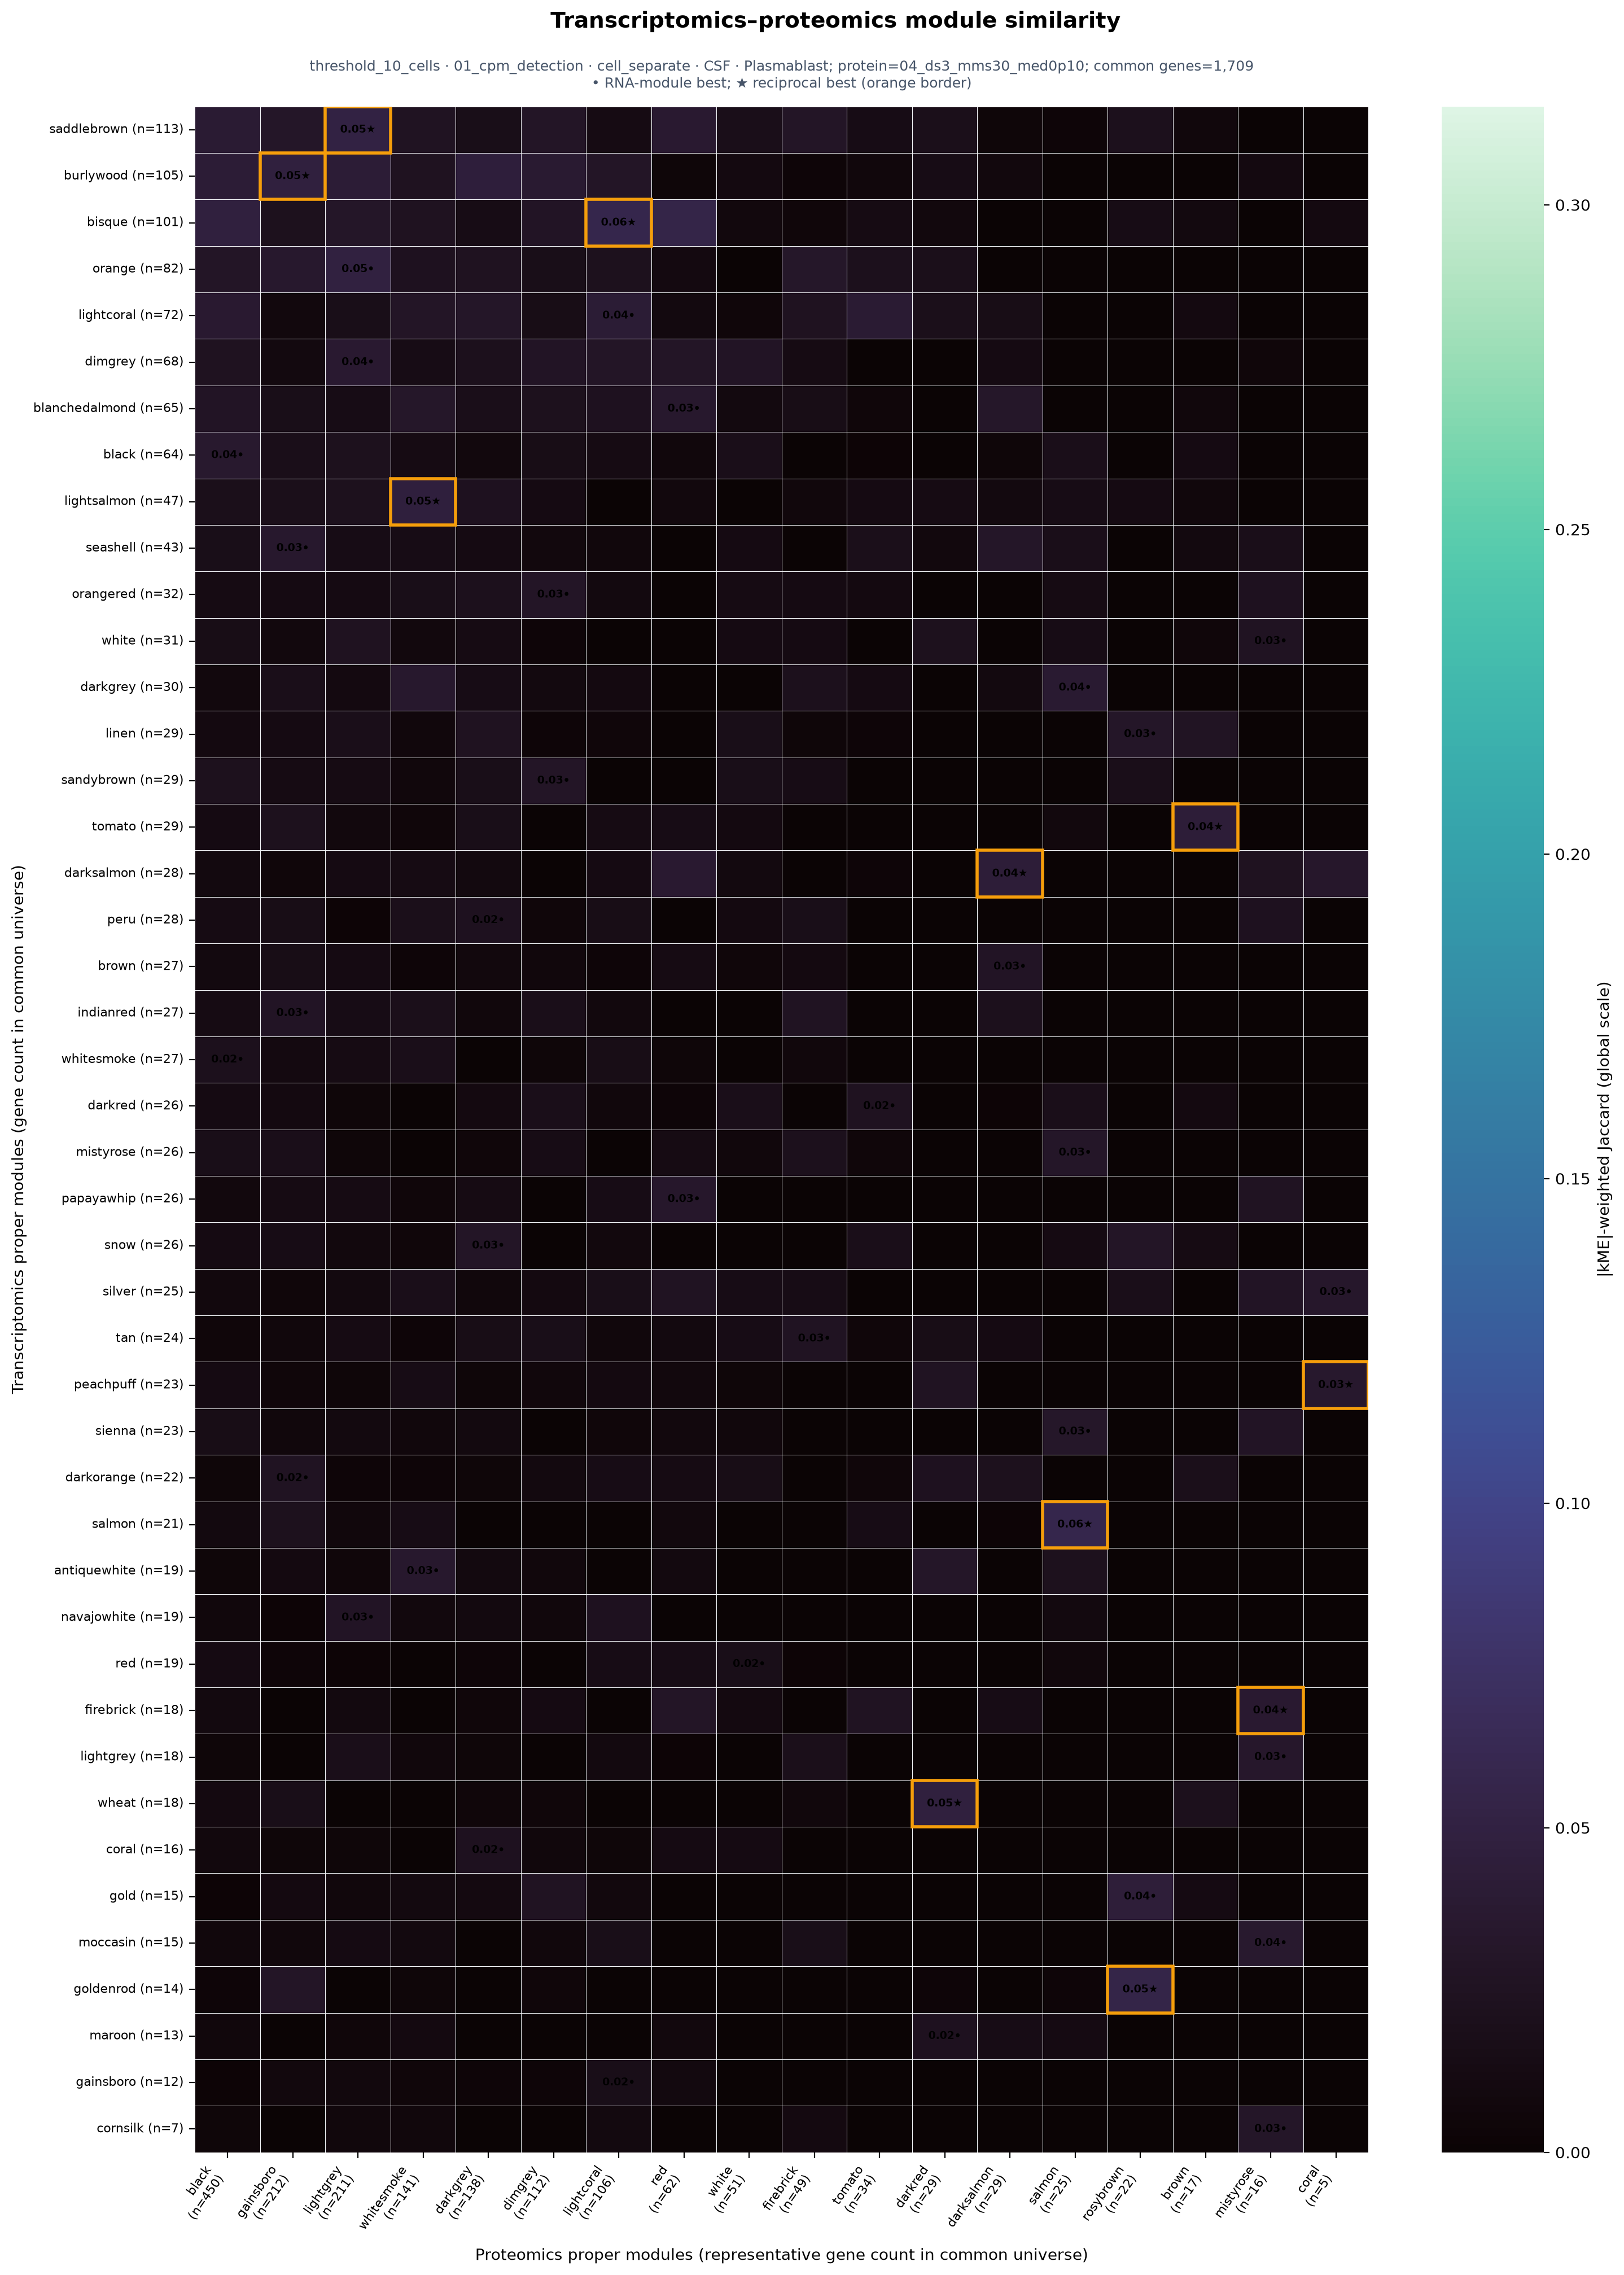 Transcriptomics–proteomics module similarity
threshold_10_cells · 01_cpm_detection · cell_separate · CSF · Plasmablast; protein=04_ds3_mms30_med0p10; common genes=1,709
• RNA-module best; ★ reciprocal best (orange border)
Transcriptomics proper modules (gene count in common universe)
saddlebrown (n=113) 0.05★
burlywood (n=105) 0.05★
bisque (n=101) 0.06★
orange (n=82) 0.05•
lightcoral (n=72) 0.04•
dimgrey (n=68) 0.04•
blanchedalmond (n=65) 0.03•
black (n=64) 0.04•
lightsalmon (n=47) 0.05★
seashell (n=43) 0.03•
orangered (n=32) 0.03•
white (n=31) 0.03•
darkgrey (n=30) 0.04•
linen (n=29) 0.03•
sandybrown (n=29) 0.03•
tomato (n=29) 0.04★
darksalmon (n=28) 0.04★
peru (n=28) 0.02•
brown (n=27) 0.03•
indianred (n=27) 0.03•
whitesmoke (n=27) 0.02•
darkred (n=26) 0.02•
mistyrose (n=26) 0.03•
papayawhip (n=26) 0.03•
snow (n=26) 0.03•
silver (n=25) 0.03•
tan (n=24) 0.03•
peachpuff (n=23) 0.03★
sienna (n=23) 0.03•
darkorange (n=22) 0.02•
salmon (n=21) 0.06★
antiquewhite (n=19) 0.03•
navajowhite (n=19) 0.03•
red (n=19) 0.02•
firebrick (n=18) 0.04★
lightgrey (n=18) 0.03•
wheat (n=18) 0.05★
coral (n=16) 0.02•
gold (n=15) 0.04•
moccasin (n=15) 0.04•
goldenrod (n=14) 0.05★
maroon (n=13) 0.02•
gainsboro (n=12) 0.02•
cornsilk (n=7) 0.03•
black
(n=450)
gainsboro
(n=212)
lightgrey
(n=211)
whitesmoke
(n=141)
darkgrey
(n=138)
dimgrey
(n=112)
lightcoral
(n=106)
red
(n=62)
white
(n=51)
firebrick
(n=49)
tomato
(n=34)
darkred
(n=29)
darksalmon
(n=29)
salmon
(n=25)
rosybrown
(n=22)
brown
(n=17)
mistyrose
(n=16)
coral
(n=5)
Proteomics proper modules (representative gene count in common universe)
0.30
0.25
0.20
0.15
0.10
0.05
0.00
|kME|-weighted Jaccard (global scale)